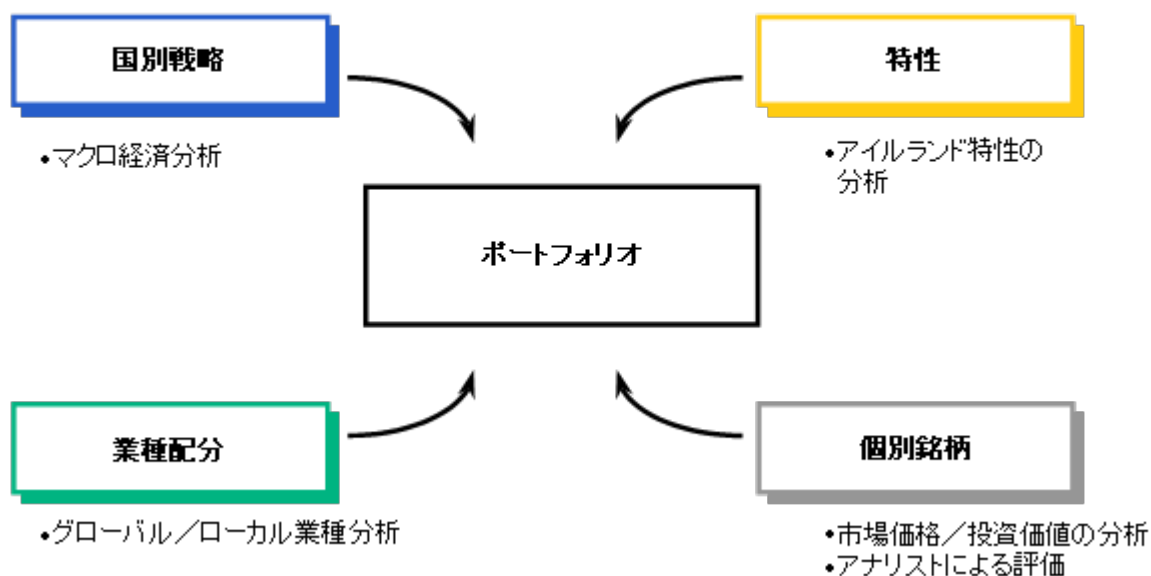 国別戦略
・マクロ経済分析
特性
・アイルランド特性の
分析
ポートフォリオ
業種配分
・グローバル／ローカル業種分析
個別銘柄
・市場価格／投資価値の分析
・アナリストによる評価